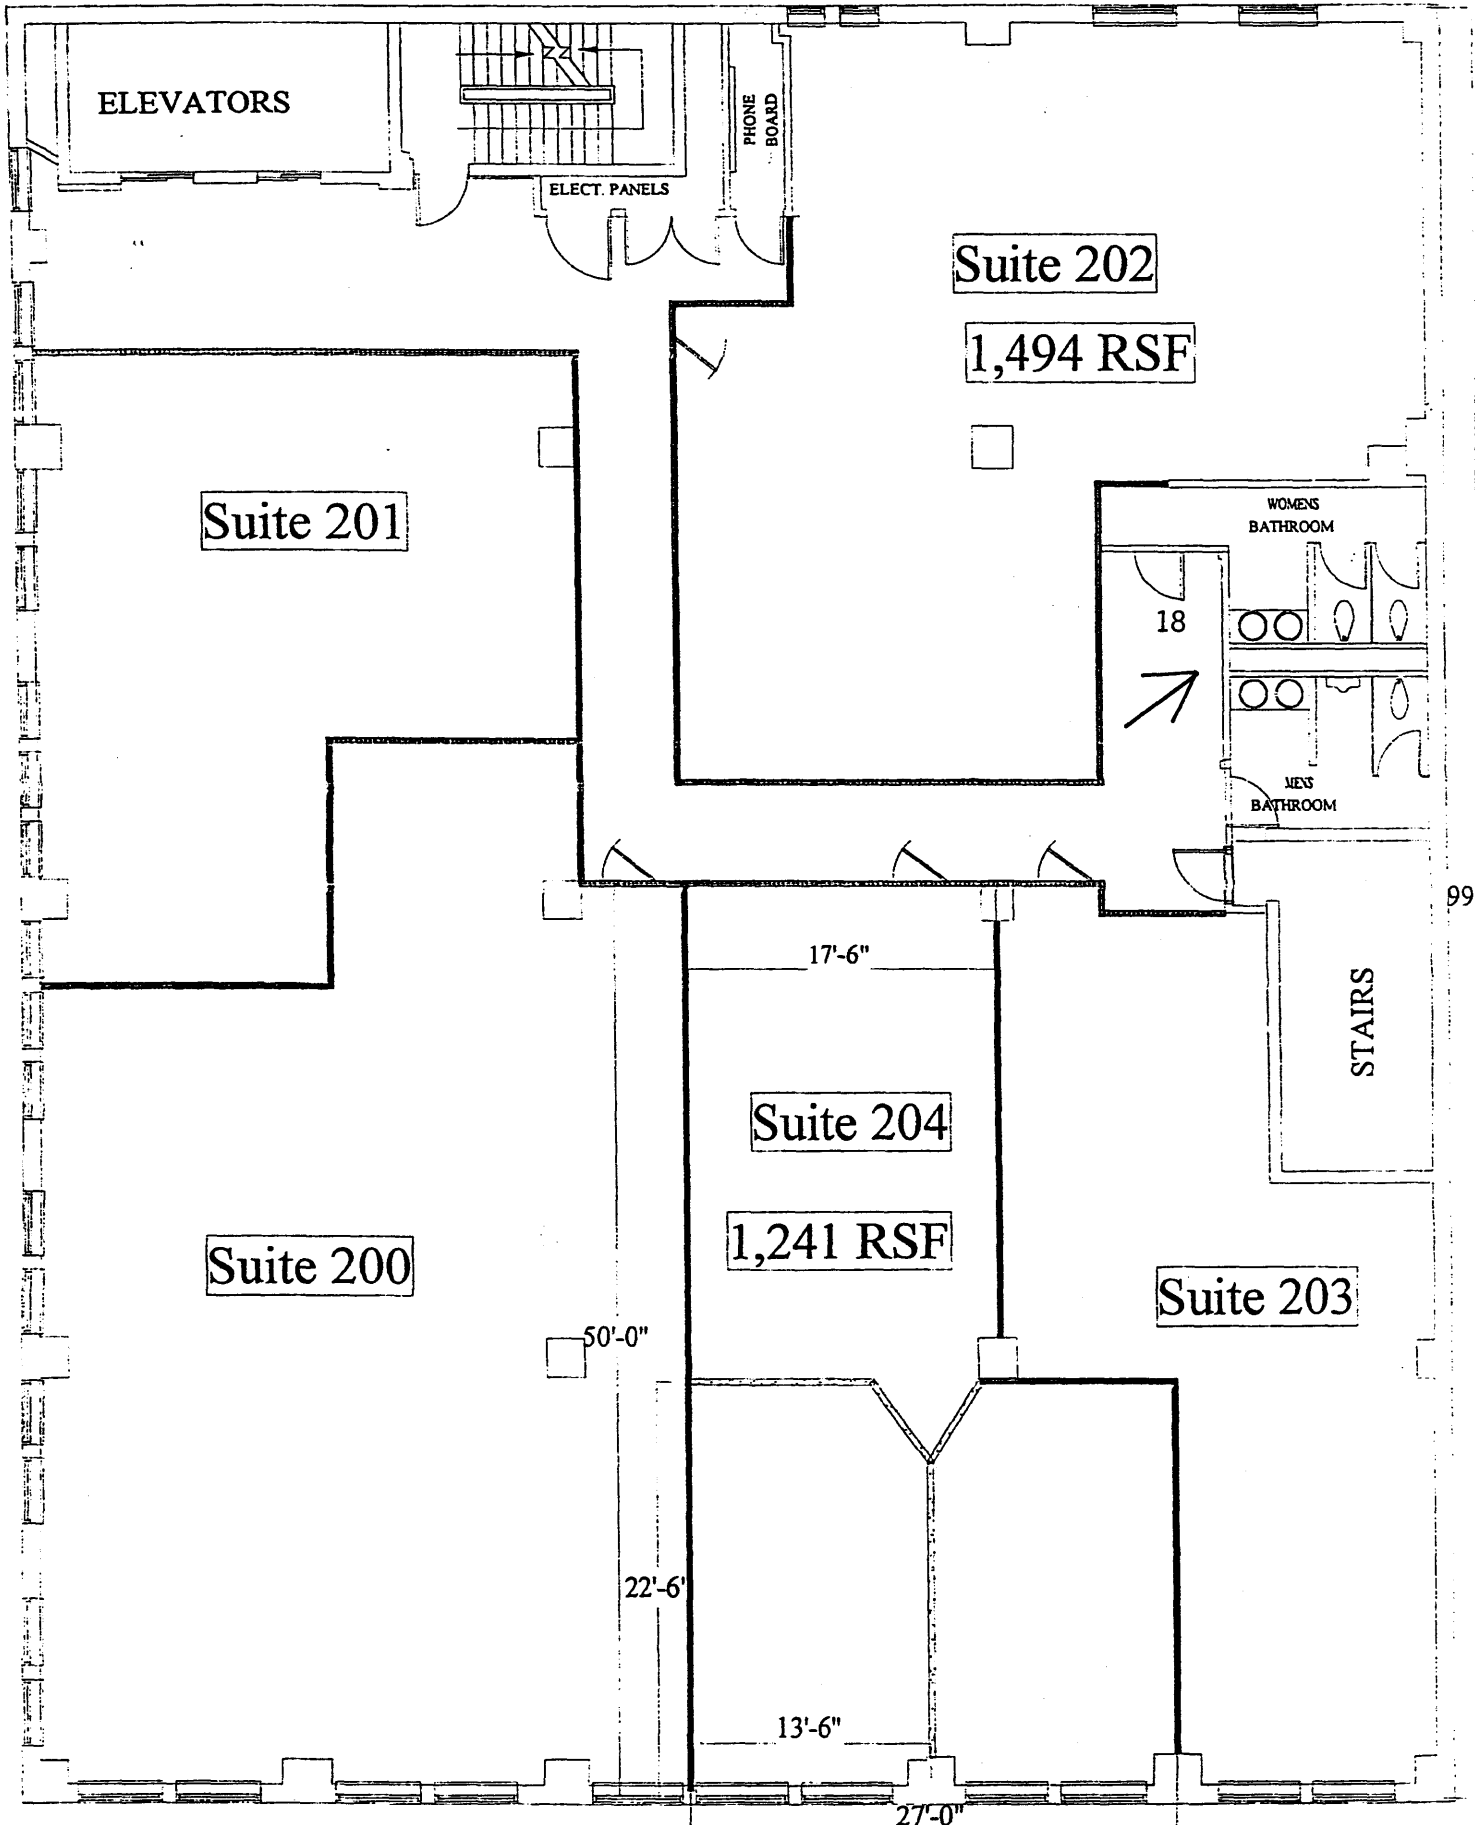 ELEVATORS
PHONE
BOARD
ELECT. PANELS
Suite 202
1,494 RSF
Suite 201
WOMENS
BATHROOM
18
MENS
BATHROOM
99
17'-6"
STAIRS
Suite 204
1,241 RSF
Suite 200
Suite 203
50'-0"
22'-6'
13'-6"
27'-0"